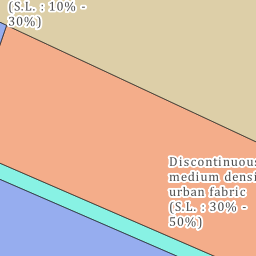 (S.L. : 10% -
30%)
Discontinuous
medium densi
urban fabric
(S.L. : 30% -
50%)